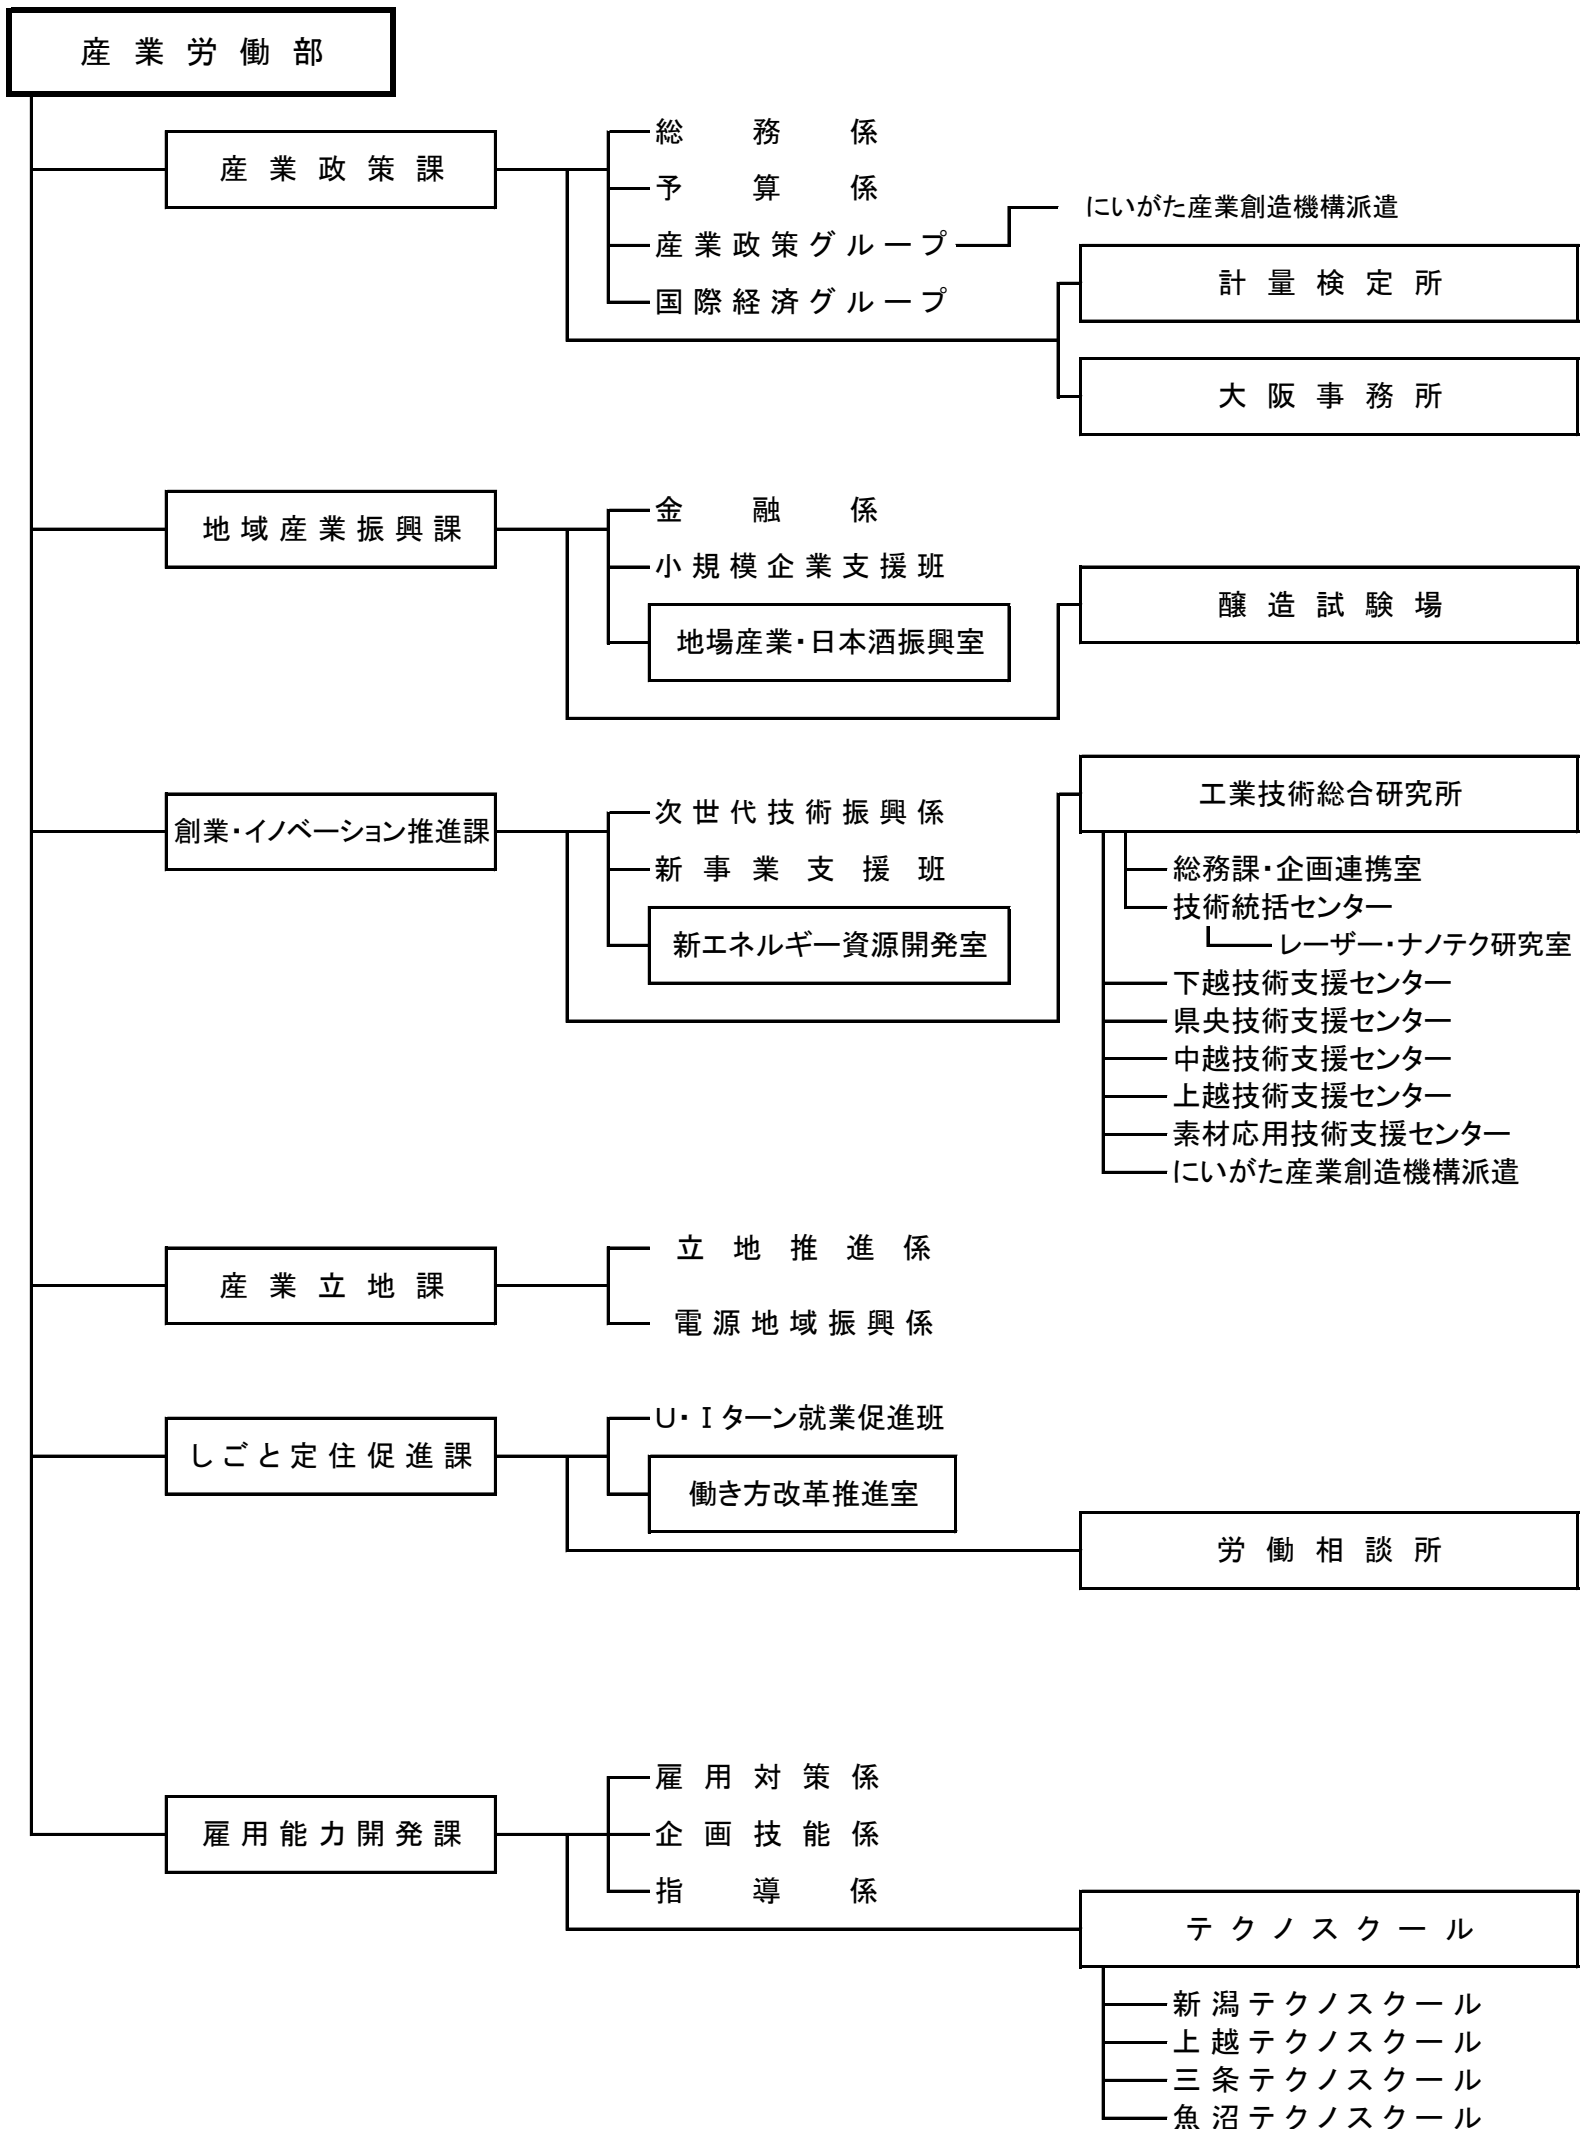 産業労働部
産業政策課
総務係
予算係
産業政策グループ
にいがた産業創造機構派遣
国際経済グループ
計量検定所
大阪事務所
地域産業振興課
金融係
小規模企業支援班
地場産業・日本酒振興室
醸造試験場
創業・イノベーション推進課
次世代技術振興係
新事業支援班
新エネルギー資源開発室
工業技術総合研究所
総務課・企画連携室
技術統括センター
レーザー・ナノテク研究室
下越技術支援センター
県央技術支援センター
中越技術支援センター
上越技術支援センター
素材応用技術支援センター
にいがた産業創造機構派遣
産業立地課
立地推進係
電源地域振興係
しごと定住促進課
U・Iターン就業促進班
働き方改革推進室
労働相談所
雇用能力開発課
雇用対策係
企画技能係
指導係
テクノスクール
新潟テクノスクール
上越テクノスクール
三条テクノスクール
魚沼テクノスクール